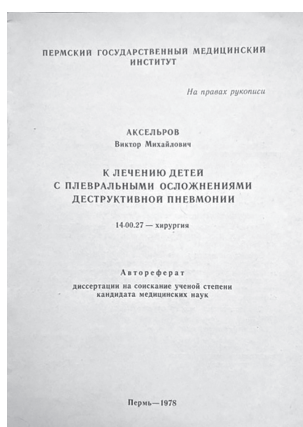 ПЕРМСКИЙ ГОСУДАРСТВЕННЫЙ МЕДИЦИНСКИЙ
ИНСТИТУТ
На правах рукописи
АКСЕЛЬРОВ
Виктор Михайлович
К ЛЕЧЕНИЮ ДЕТЕЙ
С ПЛЕВРАЛЬНЫМИ ОСЛОЖНЕНИЯМИ
ДЕСТРУКТИВНОЙ ПНЕВМОНИИ
14.00.27 — хирургия
Автореферат
диссертации на соискание ученой степени
кандидата медицинских наук
Пермь—1978